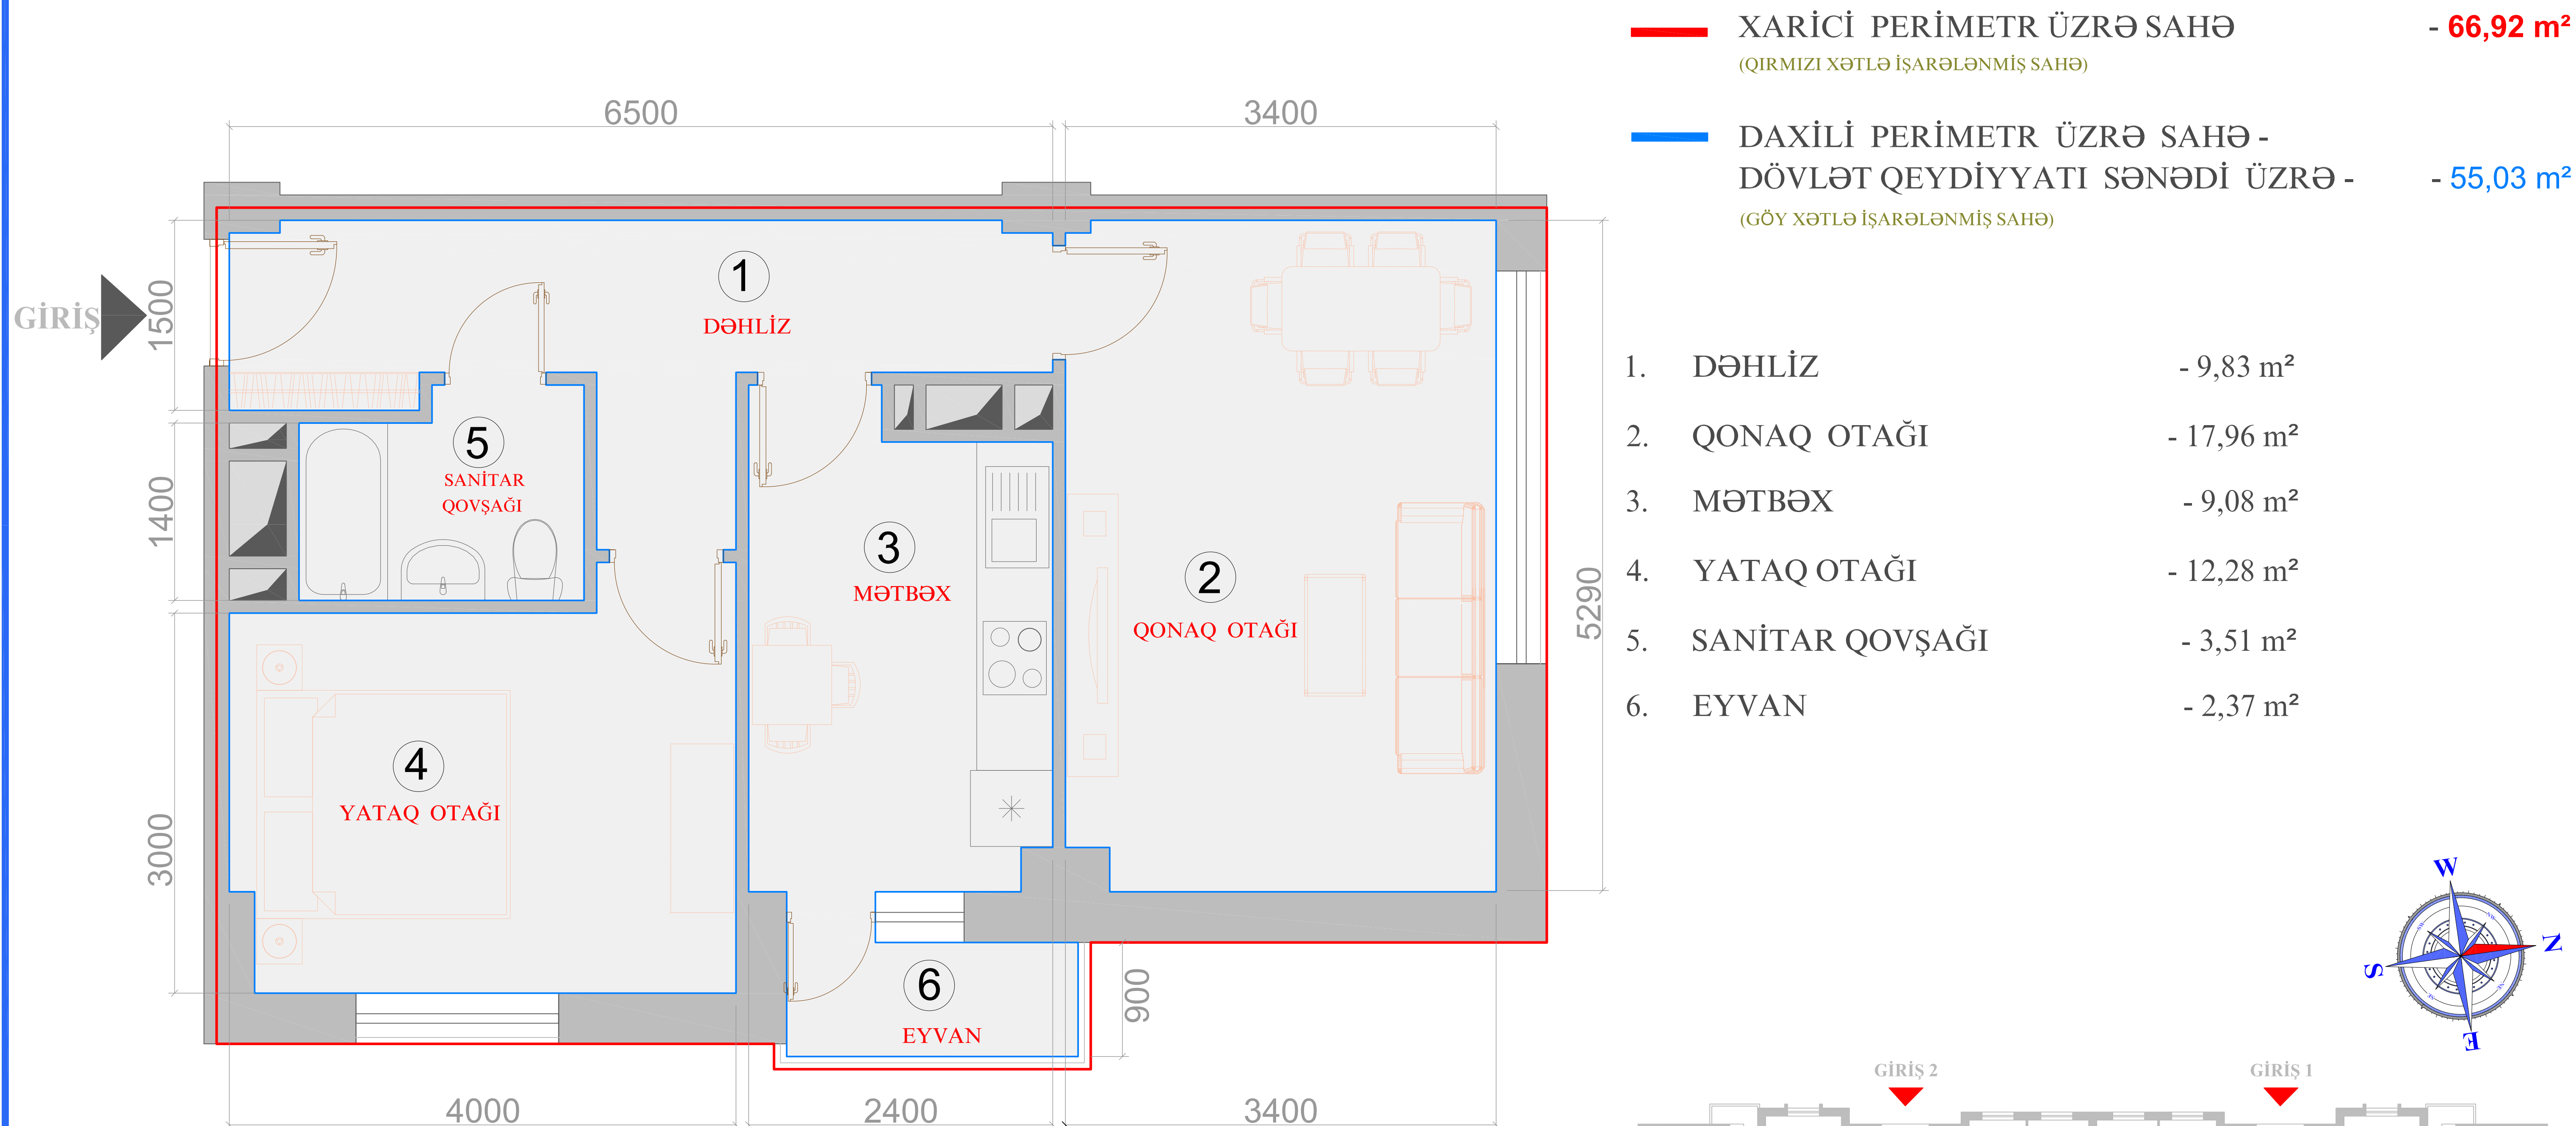 XARİCİ PERİMETR ÜZRƏ SAHƏ - 66,92 m²
(QIRMIZI XƏTLƏ İŞARƏLƏNMİŞ SAHƏ)
DAXİLİ PERİMETR ÜZRƏ SAHƏ -
DÖVLƏT QEYDİYYATI SƏNƏDİ ÜZRƏ - - 55,03 m²
(GÖY XƏTLƏ İŞARƏLƏNMİŞ SAHƏ)
6500
3400
GİRİŞ
1500
1400
3000
1
DƏHLİZ
5
SANİTAR
QOVŞAĞI
3
MƏTBƏX
2
QONAQ OTAĞI
4
YATAQ OTAĞI
6
EYVAN
5290
900
4000
2400
3400
1. DƏHLİZ - 9,83 m²
2. QONAQ OTAĞI - 17,96 m²
3. MƏTBƏX - 9,08 m²
4. YATAQ OTAĞI - 12,28 m²
5. SANİTAR QOVŞAĞI - 3,51 m²
6. EYVAN - 2,37 m²
W
N
S
E
GİRİŞ 2
GİRİŞ 1